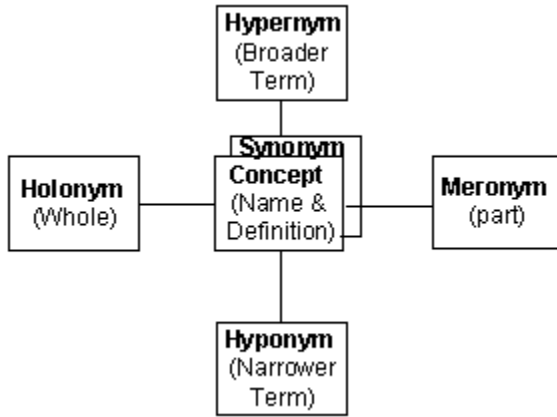 Hypernym
(Broader
Term)
Synonym
Holonym
(Whole)
Concept
(Name &
Definition)
Meronym
(part)
Hyponym
(Narrower
Term)